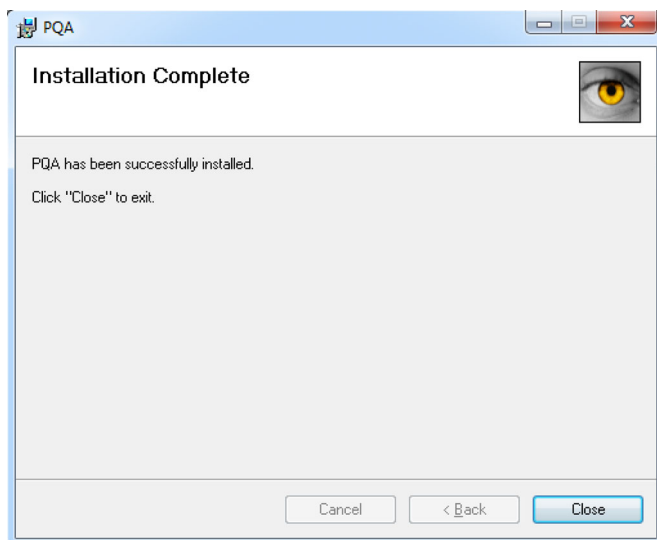 PQA
Installation Complete
PQA has been successfully installed.
Click "Close" to exit.
Cancel
< Back
Close